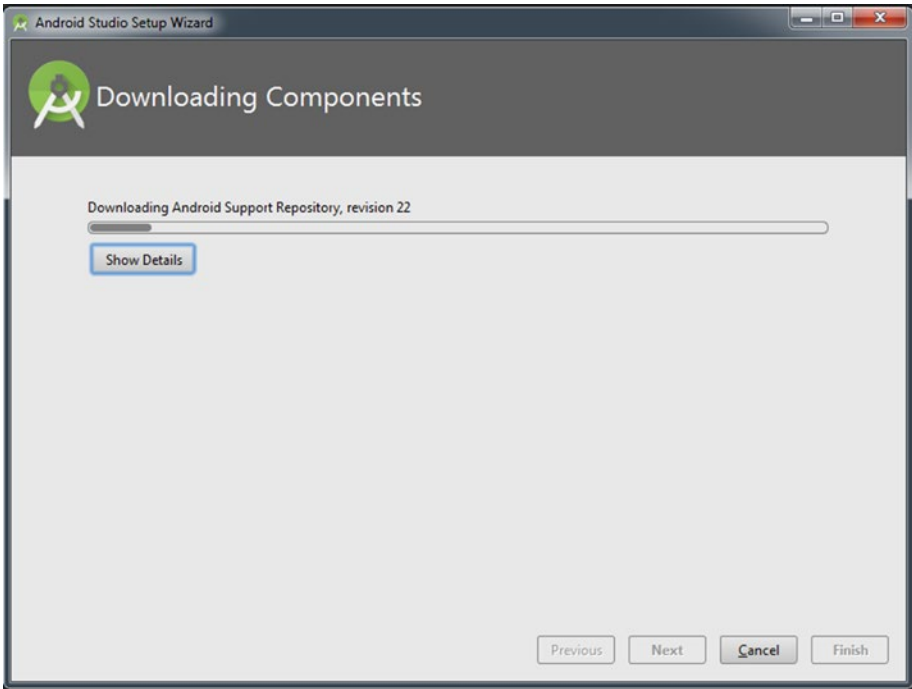 Android Studio Setup Wizard
Downloading Components
Downloading Android Support Repository, revision 22
Show Details
Previous Next Cancel Finish